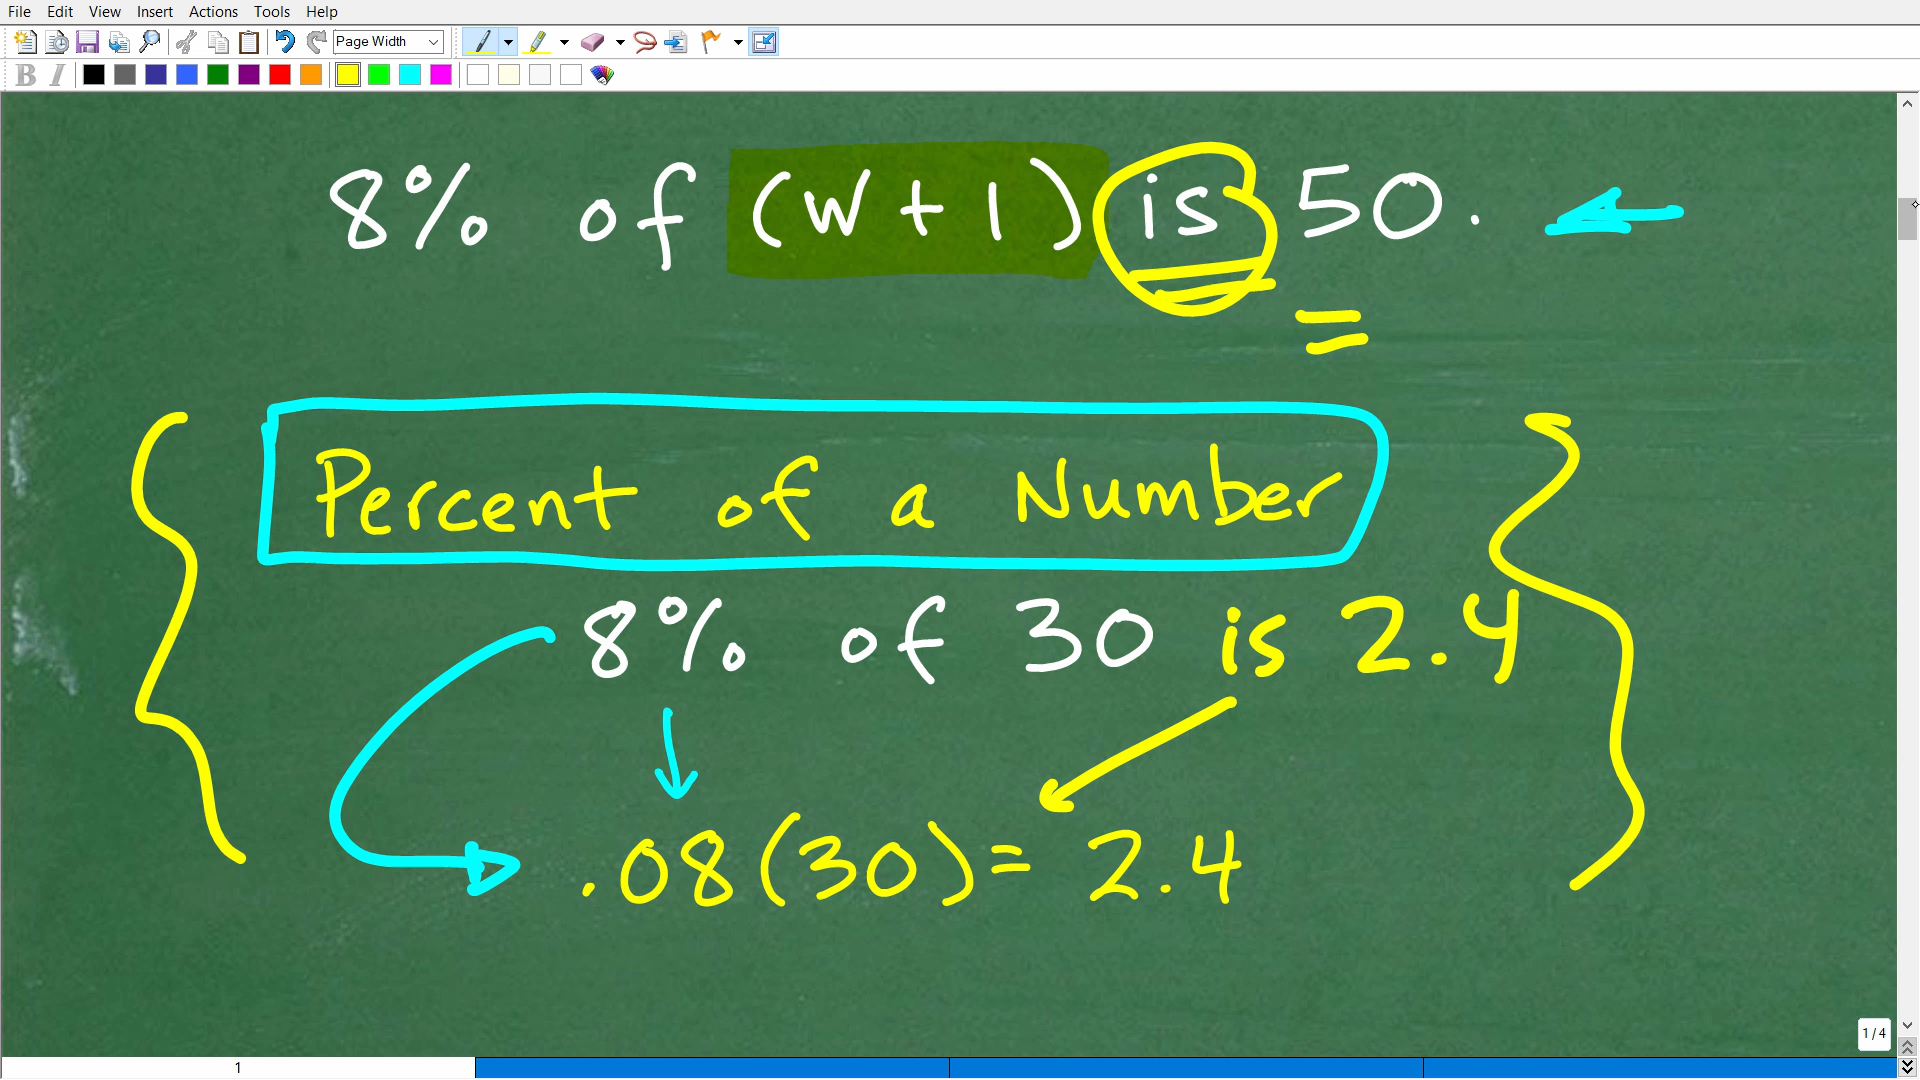 File Edit View Insert Actions Tools Help
Page Width
B I
8% of (W+1) is 50.
=
Percent of a Number
8% of 30 is 2.4
.08(30)= 2.4
1 / 4
1